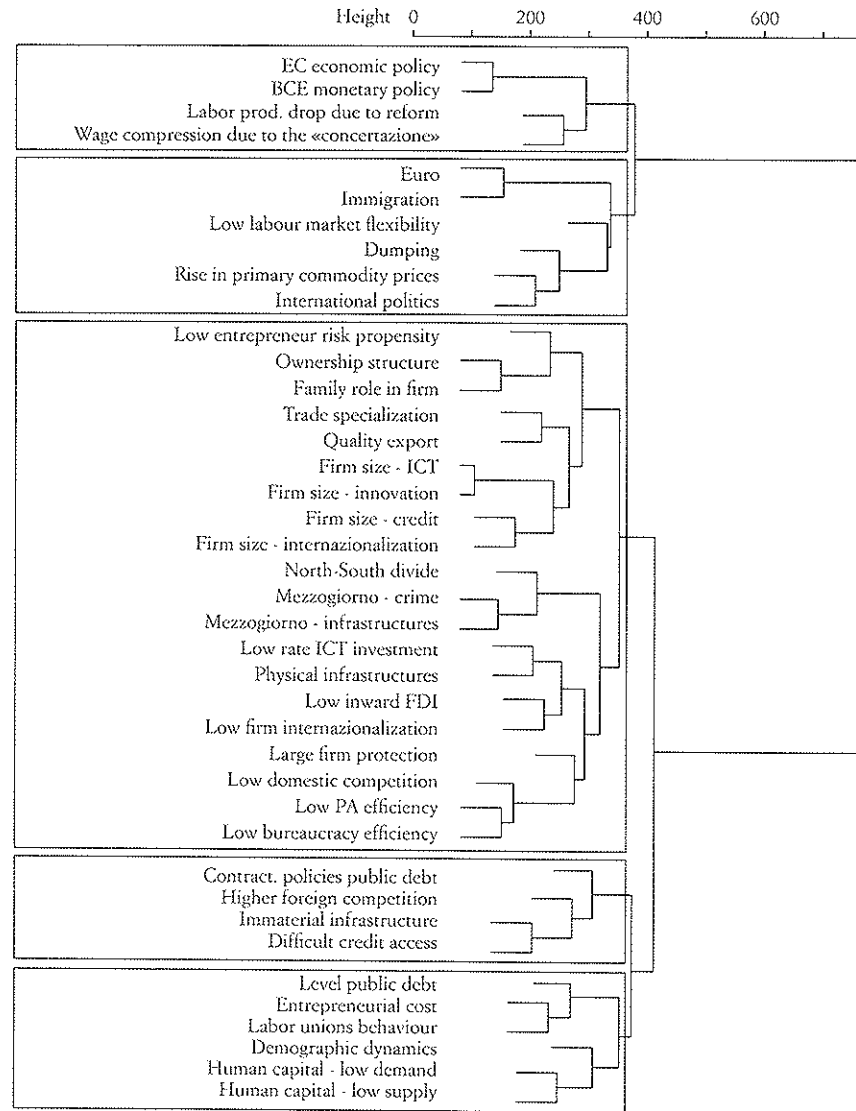 Height 0 200 400 600
EC economic policy
BCE monetary policy
Labor prod. drop due to reform
Wage compression due to the «concertazione»
Euro
Immigration
Low labour market flexibility
Dumping
Rise in primary commodity prices
International politics
Low entrepreneur risk propensity
Ownership structure
Family role in firm
Trade specialization
Quality export
Firm size - ICT
Firm size - innovation
Firm size - credit
Firm size - internazionalization
North-South divide
Mezzogiorno - crime
Mezzogiorno - infrastructures
Low rate ICT investment
Physical infrastructures
Low inward FDI
Low firm internazionalization
Large firm protection
Low domestic competition
Low PA efficiency
Low bureaucracy efficiency
Contract. policies public debt
Higher foreign competition
Immaterial infrastructure
Difficult credit access
Level public debt
Entrepreneurial cost
Labor unions behaviour
Demographic dynamics
Human capital - low demand
Human capital - low supply